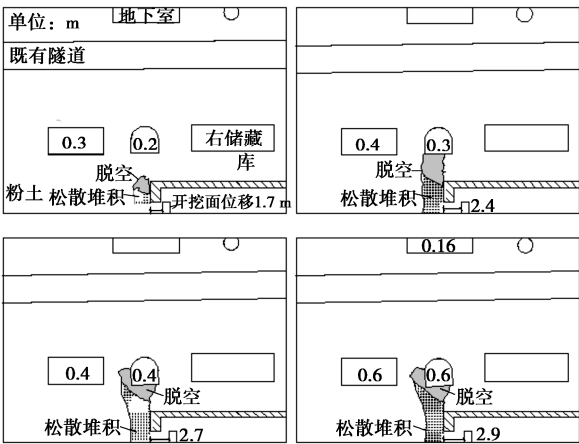 单位：m
地下室
既有隧道
0.3
0.2
右储藏
库
脱空
粉土
松散堆积
开挖面位移1.7 m
0.4
0.3
脱空
松散堆积
2.4
0.4
0.4
脱空
松散堆积
2.7
0.16
0.6
0.6
脱空
松散堆积
2.9